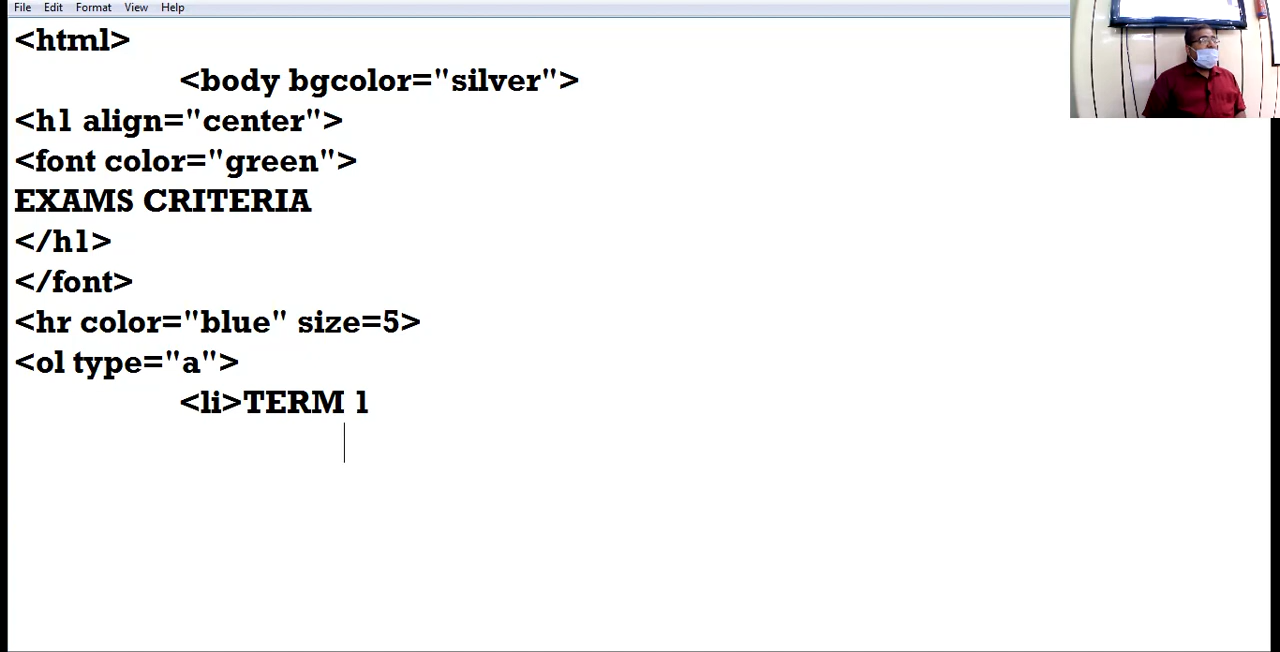 File Edit Format View Help
<html>
<body bgcolor="silver">
<h1 align="center">
<font color="green">
EXAMS CRITERIA
</h1>
</font>
<hr color="blue" size=5>
<ol type="a">
<li>TERM 1